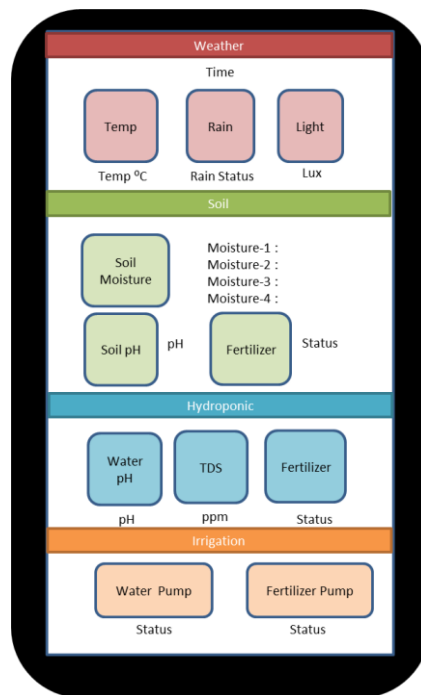 Weather
Time
Temp
Rain
Light
Temp ⁰C
Rain Status
Lux
Soil
Soil
Moisture
Moisture-1 :
Moisture-2 :
Moisture-3 :
Moisture-4 :
Soil pH
pH
Fertilizer
Status
Hydroponic
Water
pH
TDS
Fertilizer
pH
ppm
Status
Irrigation
Water Pump
Fertilizer Pump
Status
Status